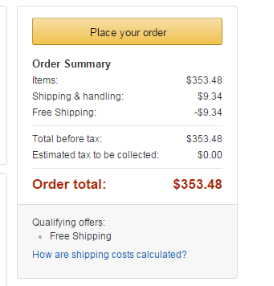 Place your order
Order Summary
Items: $353.48
Shipping & handling: $9.34
Free Shipping: -$9.34
Total before tax: $353.48
Estimated tax to be collected: $0.00
Order total: $353.48
Qualifying offers:
• Free Shipping
How are shipping costs calculated?